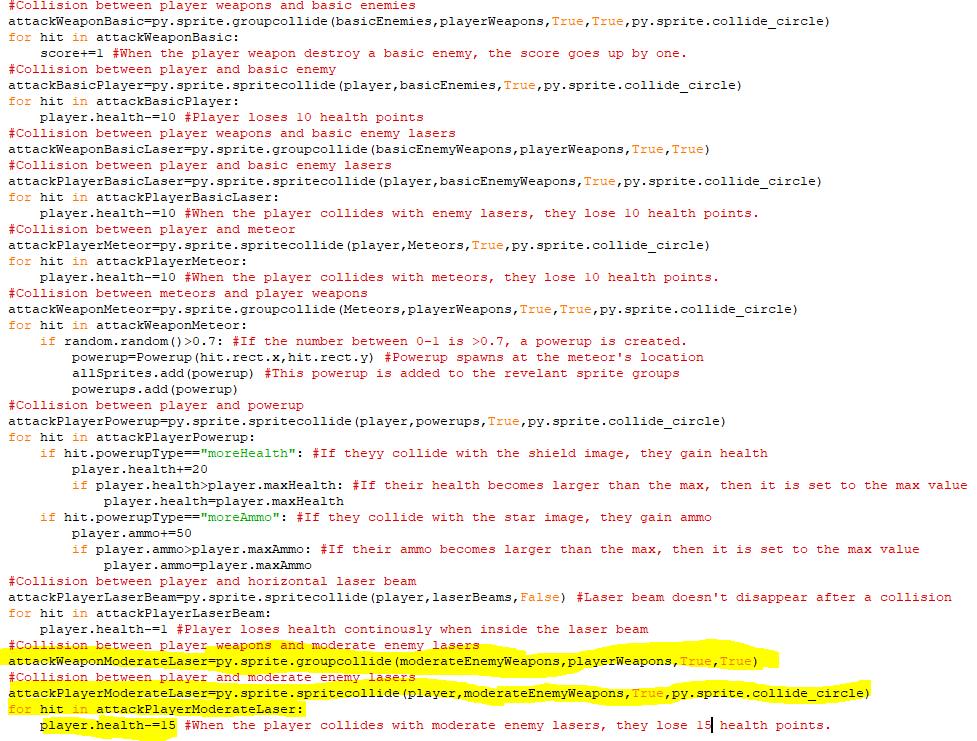 #Collision between player weapons and basic enemies
attackWeaponBasic=py.sprite.groupcollide(basicEnemies,playerWeapons,True,True,py.sprite.collide_circle)
for hit in attackWeaponBasic:
score+=1 #When the player weapon destroy a basic enemy, the score goes up by one.
#Collision between player and basic enemy
attackBasicPlayer=py.sprite.spritecollide(player,basicEnemies,True,py.sprite.collide_circle)
for hit in attackBasicPlayer:
player.health-=10 #Player loses 10 health points
#Collision between player weapons and basic enemy lasers
attackWeaponBasicLaser=py.sprite.groupcollide(basicEnemyWeapons,playerWeapons,True,True)
#Collision between player and basic enemy lasers
attackPlayerBasicLaser=py.sprite.spritecollide(player,basicEnemyWeapons,True,py.sprite.collide_circle)
for hit in attackPlayerBasicLaser:
player.health-=10 #When the player collides with enemy lasers, they lose 10 health points.
#Collision between player and meteor
attackPlayerMeteor=py.sprite.spritecollide(player,Meteors,True,py.sprite.collide_circle)
for hit in attackPlayerMeteor:
player.health-=10 #When the player collides with meteors, they lose 10 health points.
#Collision between meteors and player weapons
attackWeaponMeteor=py.sprite.groupcollide(Meteors,playerWeapons,True,True,py.sprite.collide_circle)
for hit in attackWeaponMeteor:
if random.random()>0.7: #If the number between 0-1 is >0.7, a powerup is created.
powerup=Powerup(hit.rect.x,hit.rect.y) #Powerup spawns at the meteor's location
allSprites.add(powerup) #This powerup is added to the revelant sprite groups
powerups.add(powerup)
#Collision between player and powerup
attackPlayerPowerup=py.sprite.spritecollide(player,powerups,True,py.sprite.collide_circle)
for hit in attackPlayerPowerup:
if hit.powerupType=="moreHealth": #If theyy collide with the shield image, they gain health
player.health+=20
if player.health>player.maxHealth: #If their health becomes larger than the max, then it is set to the max value
player.health=player.maxHealth
if hit.powerupType=="moreAmmo": #If they collide with the star image, they gain ammo
player.ammo+=50
if player.ammo>player.maxAmmo: #If their ammo becomes larger than the max, then it is set to the max value
player.ammo=player.maxAmmo
#Collision between player and horizontal laser beam
attackPlayerLaserBeam=py.sprite.spritecollide(player,laserBeams,False) #Laser beam doesn't disappear after a collision
for hit in attackPlayerLaserBeam:
player.health-=1 #Player loses health continously when inside the laser beam
#Collision between player weapons and moderate enemy lasers
attackWeaponModerateLaser=py.sprite.groupcollide(moderateEnemyWeapons,playerWeapons,True,True)
#Collision between player and moderate enemy lasers
attackPlayerModerateLaser=py.sprite.spritecollide(player,moderateEnemyWeapons,True,py.sprite.collide_circle)
for hit in attackPlayerModerateLaser:
player.health-=15 #When the player collides with moderate enemy lasers, they lose 15 health points.